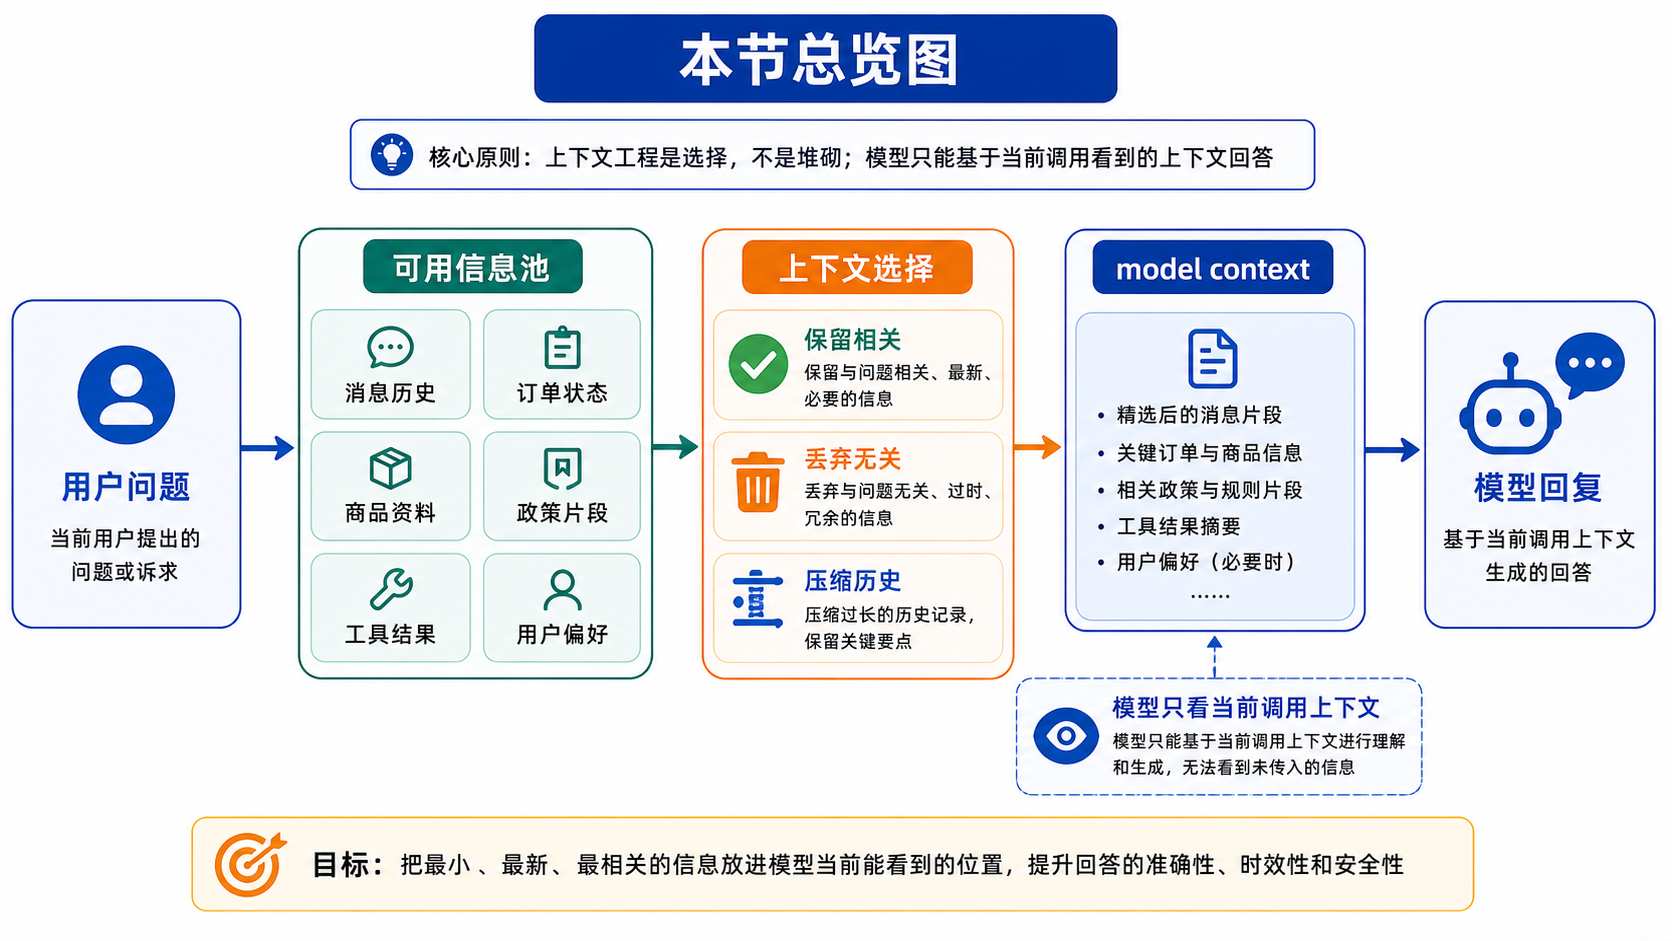 本节总览图
核心原则：上下文工程是选择，不是堆砌；模型只能基于当前调用看到的上下文回答
用户问题
当前用户提出的
问题或诉求
可用信息池
消息历史
订单状态
商品资料
政策片段
工具结果
用户偏好
上下文选择
保留相关
保留与问题相关、最新、
必要的信息
丢弃无关
丢弃与问题无关、过时、
冗余的信息
压缩历史
压缩过长的历史记录，
保留关键要点
model context
• 精选后的消息片段
• 关键订单与商品信息
• 相关政策与规则片段
• 工具结果摘要
• 用户偏好（必要时）
……
模型回复
基于当前调用上下文
生成的回答
模型只看当前调用上下文
模型只能基于当前调用上下文进行理解
和生成，无法看到未传入的信息
目标：把最小、最新、最相关的信息放进模型当前能看到的位置，提升回答的准确性、时效性和安全性